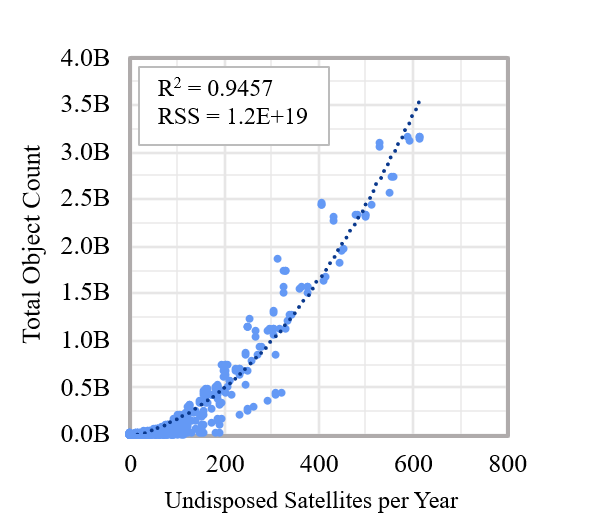 4.0B
R² = 0.9457
RSS = 1.2E+19
3.5B
3.0B
2.5B
2.0B
1.5B
1.0B
0.5B
0.0B
Total Object Count
0 200 400 600 800
Undisposed Satellites per Year